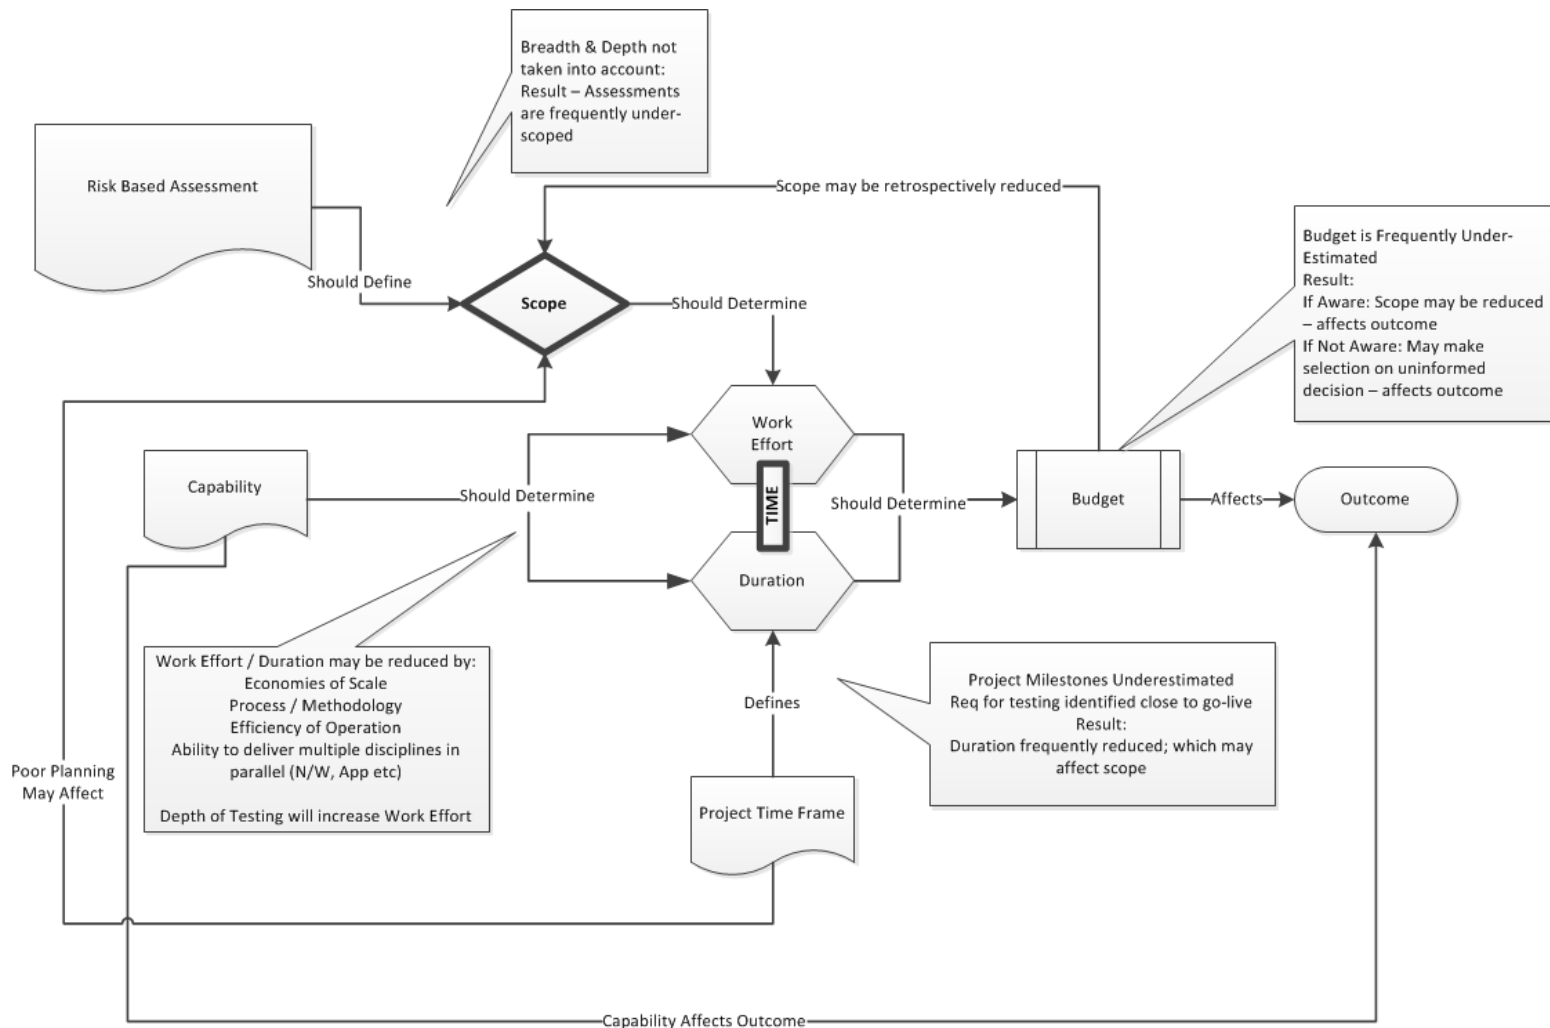 Breadth & Depth not
taken into account:
Result – Assessments
are frequently under-
scoped
Risk Based Assessment
Scope may be retrospectively reduced
Budget is Frequently Under-
Estimated
Result:
If Aware: Scope may be reduced
– affects outcome
If Not Aware: May make
selection on uninformed
decision – affects outcome
Should Define
Scope
Should Determine
Work
Effort
Capability
Should Determine
TIME
Should Determine
Budget
Affects
Outcome
Duration
Work Effort / Duration may be reduced by:
Economies of Scale
Process / Methodology
Efficiency of Operation
Ability to deliver multiple disciplines in
parallel (N/W, App etc)
Depth of Testing will increase Work Effort
Defines
Project Milestones Underestimated
Req for testing identified close to go-live
Result:
Duration frequently reduced; which may
affect scope
Poor Planning
May Affect
Project Time Frame
Capability Affects Outcome